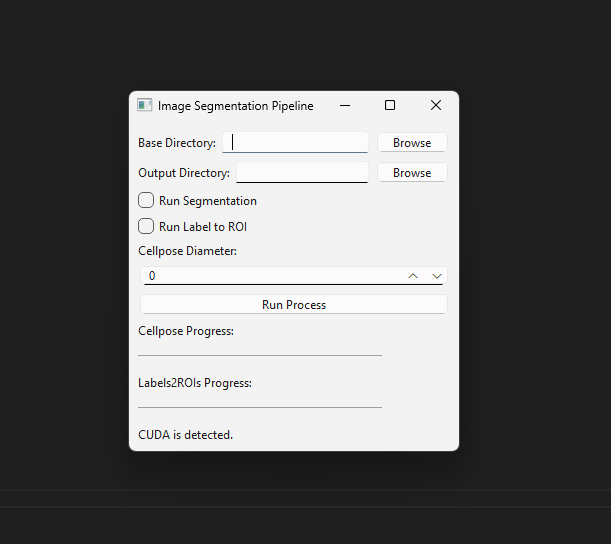 Image Segmentation Pipeline
Base Directory: Browse
Output Directory: Browse
Run Segmentation
Run Label to ROI
Cellpose Diameter:
0
Run Process
Cellpose Progress:
Labels2ROIs Progress:
CUDA is detected.